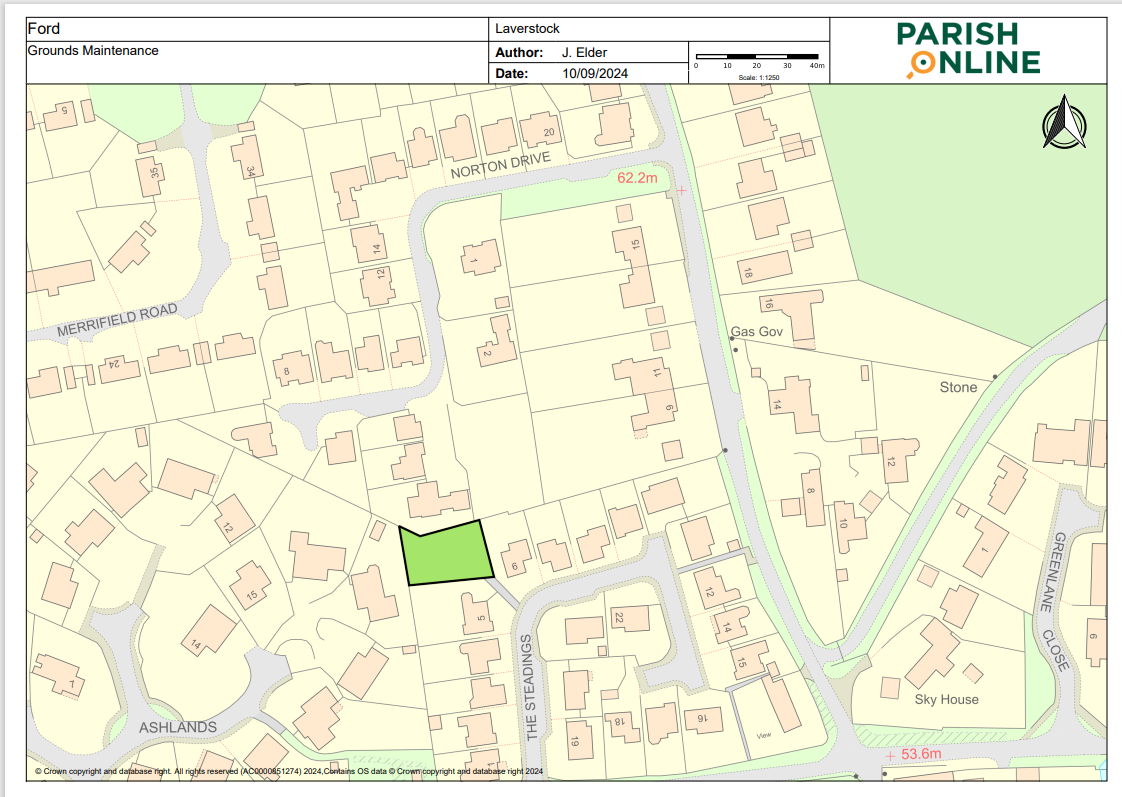 Ford
Laverstock
PARISH
ONLINE
Grounds Maintenance
Author: J. Elder
Date: 10/09/2024
0 10 20 30 40m
Scale: 1:1250
5
20
35
34
NORTON DRIVE
62.2m
14
1
15
12
18
16
MERRIFIELD ROAD
Gas Gov
24
2
8
11
Stone
14
9
12
8
12
10
1
GREENLANE CLOSE
6
15
12
5
22
14
14
6
THE STEADINGS
15
1
Sky House
ASHLANDS
18
16
19
View
53.6m
1
© Crown copyright and database right. All rights reserved (AC0000851274) 2024,Contains OS data © Crown copyright and database right 2024